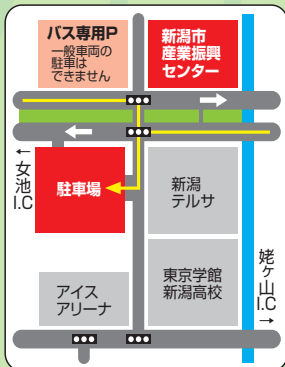 バス専用P
一般車両の
駐車は
できません
新潟市
産業振興
センター
←
女池
I.C
駐車場
新潟
テルサ
姥ヶ山
I.C
→
アイス
アリーナ
東京学館
新潟高校